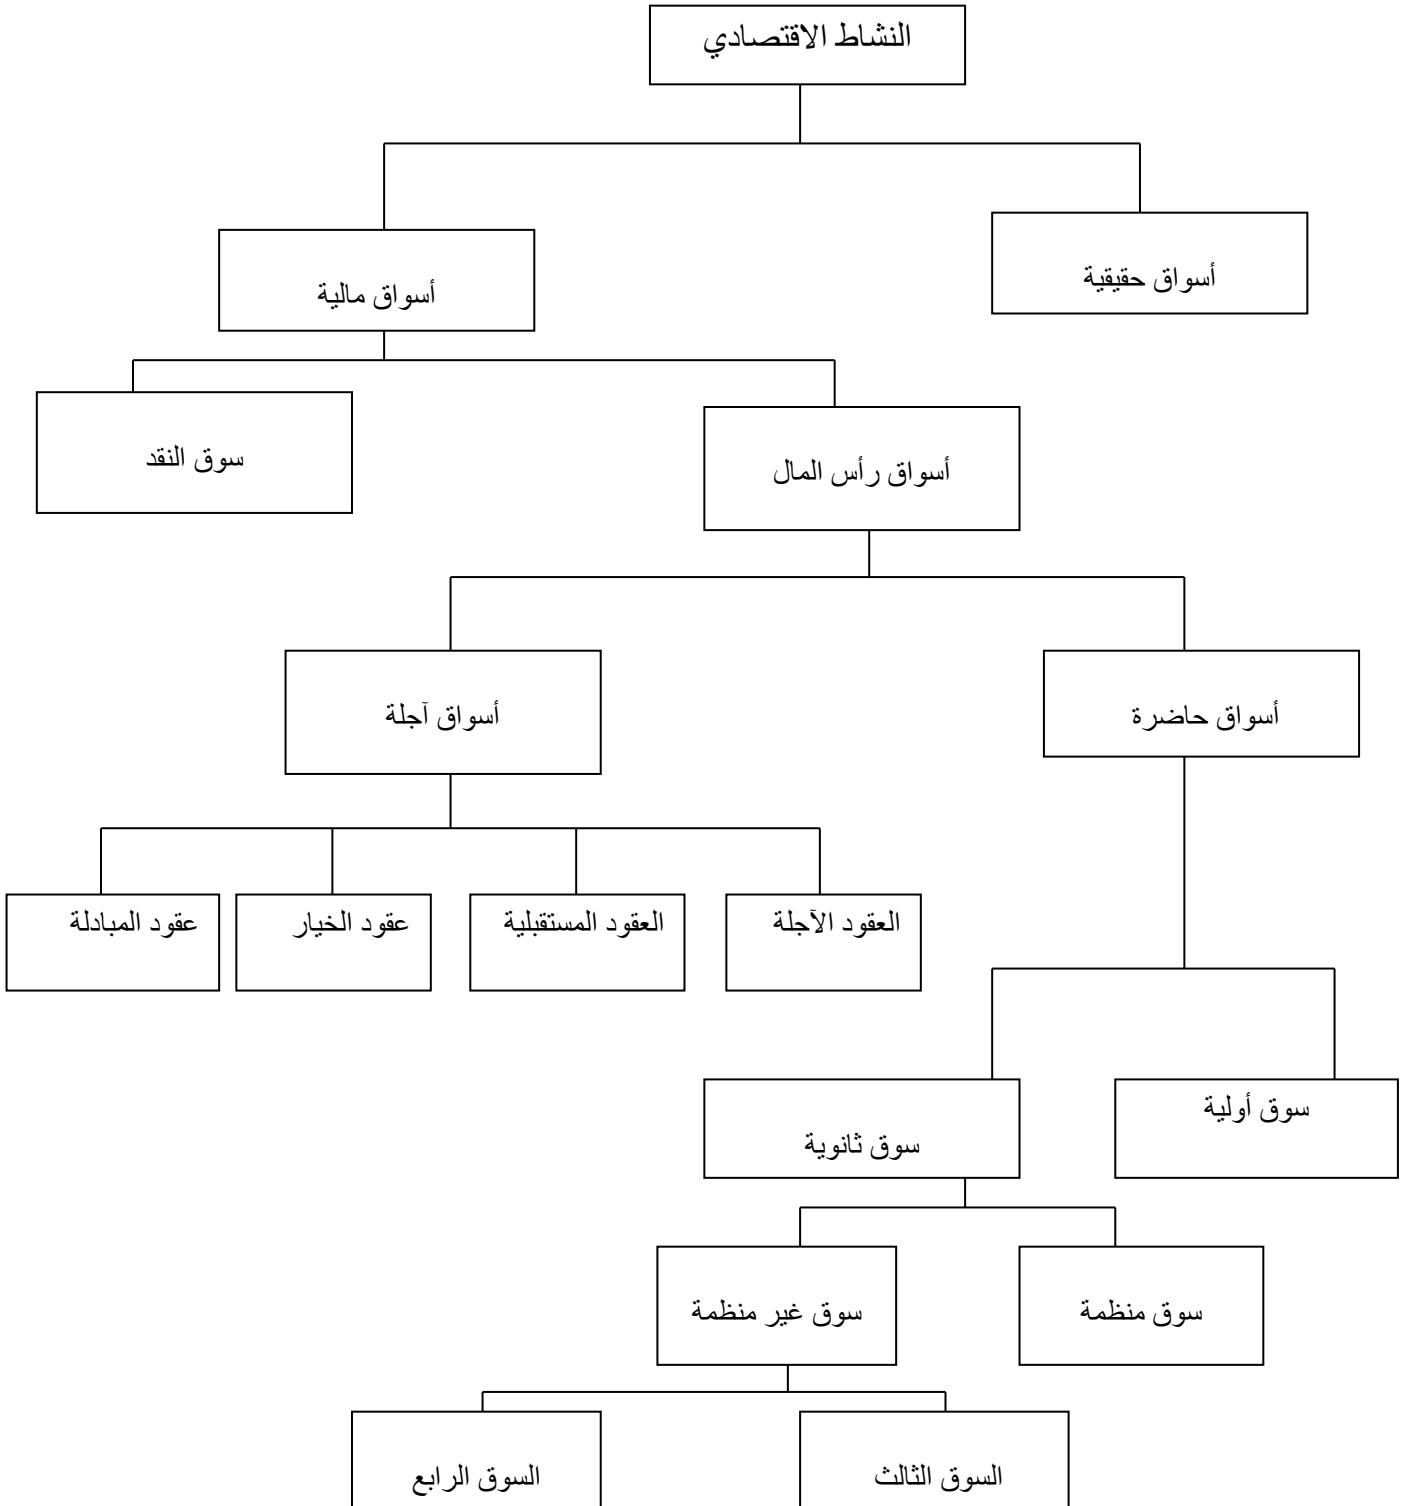 النشاط الاقتصادي
أسواق حقيقية
أسواق مالية
أسواق رأس المال
سوق النقد
أسواق حاضرة
أسواق آجلة
العقود الآجلة
العقود المستقبلية
عقود الخيار
عقود المبادلة
سوق أولية
سوق ثانوية
سوق منظمة
سوق غير منظمة
السوق الثالث
السوق الرابع